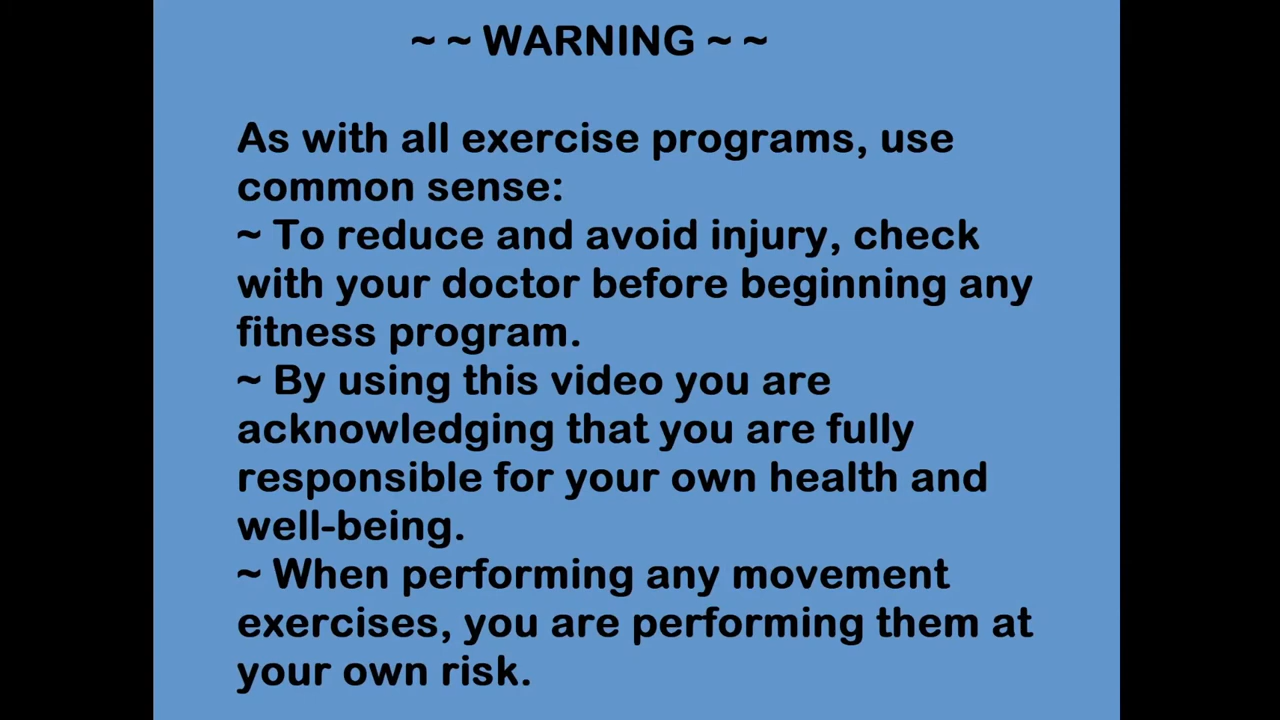 ~ ~ WARNING ~ ~
As with all exercise programs, use
common sense:
~ To reduce and avoid injury, check
with your doctor before beginning any
fitness program.
~ By using this video you are
acknowledging that you are fully
responsible for your own health and
well-being.
~ When performing any movement
exercises, you are performing them at
your own risk.